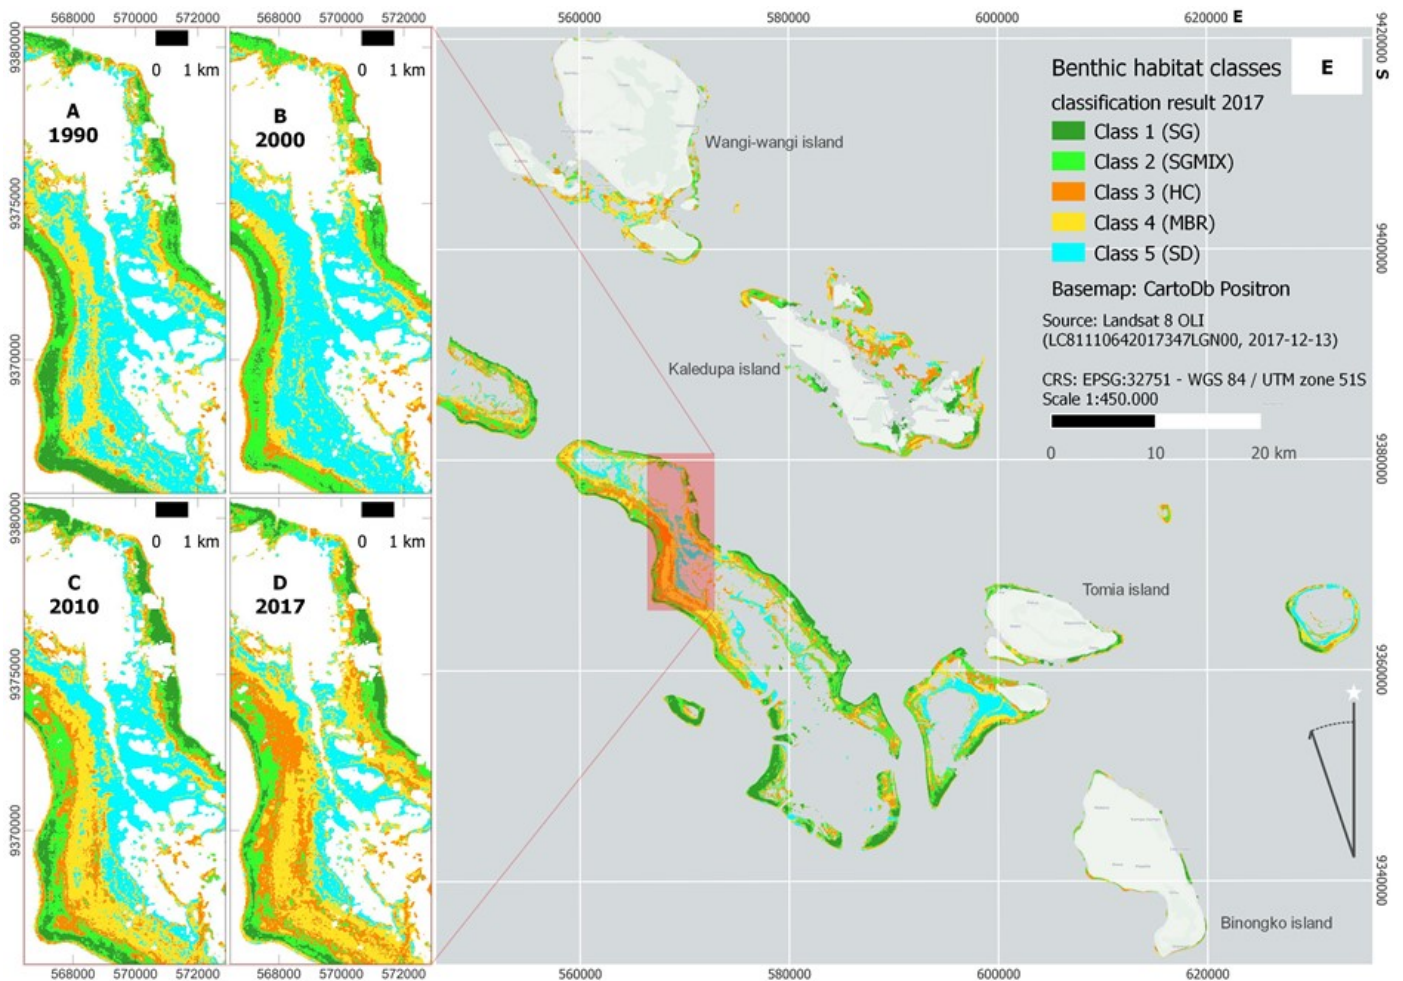 568000 570000 572000
568000 570000 572000
560000 580000 600000 620000 E
9380000
9375000
9370000
0 1 km
A
1990
0 1 km
B
2000
9380000
9375000
9370000
0 1 km
C
2010
0 1 km
D
2017
568000 570000 572000
568000 570000 572000
Wangi-wangi island
Kaledupa island
Tomia island
Binongko island
Benthic habitat classes
E
classification result 2017
Class 1 (SG)
Class 2 (SGMIX)
Class 3 (HC)
Class 4 (MBR)
Class 5 (SD)
Basemap: CartoDb Positron
Source: Landsat 8 OLI
(LC81110642017347LGN00, 2017-12-13)
CRS: EPSG:32751 - WGS 84 / UTM zone 51S
Scale 1:450.000
0 10 20 km
9420000 S
9400000
9380000
9360000
9340000
560000 580000 600000 620000